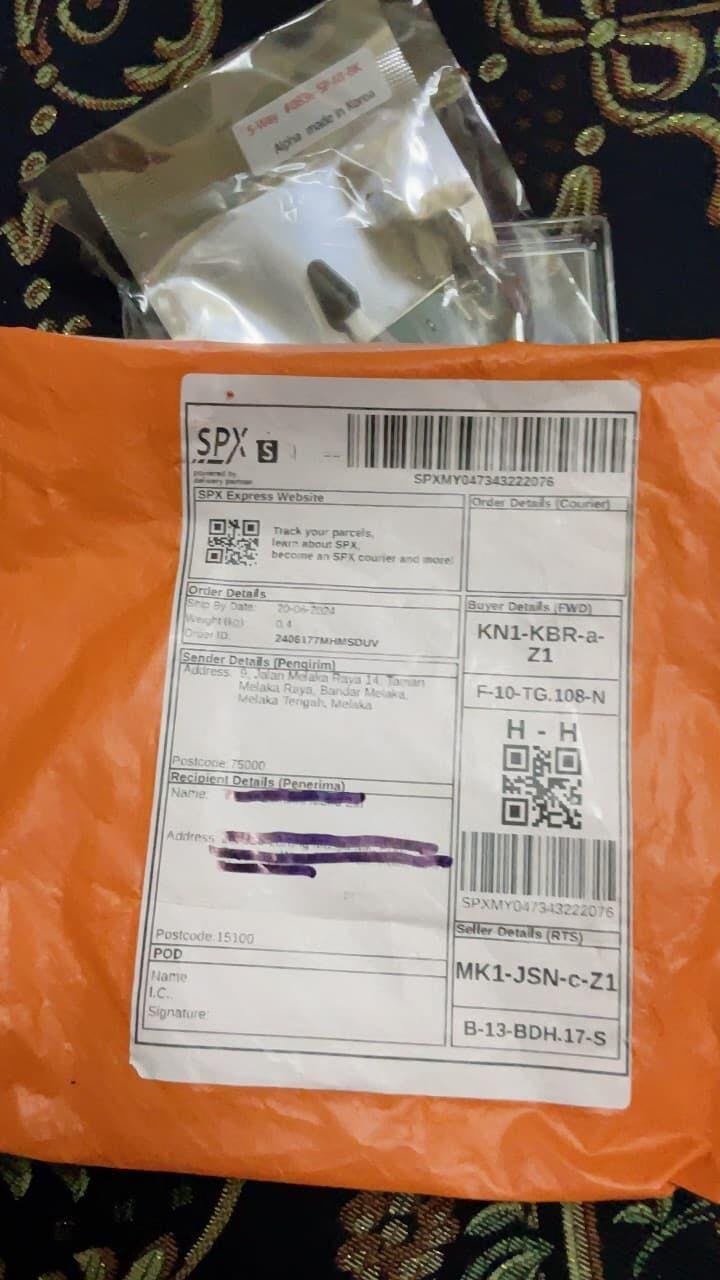 5-Way
Alpha made in Korea
SPX S
powered by
delivery partner
SPXMY047343222076
SPX Express Website
Track your parcels,
learn about SPX,
become an SPX courier and more!
Order Details (Courier)
Order Details
Ship By Date: 20-06-2024
Weight (kg): 0.4
Order ID: 2406177MHMSDUV
Sender Details (Pengirim)
Address: 9, Jalan Melaka Raya 14, Taman
Melaka Raya, Bandar Melaka,
Melaka Tengah, Melaka
Postcode: 75000
Recipient Details (Penerima)
Name:
Address
Postcode: 15100
POD
Name
I.C.:
Signature:
Buyer Details (FWD)
KN1-KBR-a-
Z1
F-10-TG.108-N
H - H
SPXMY047343222076
Seller Details (RTS)
MK1-JSN-c-Z1
B-13-BDH.17-S